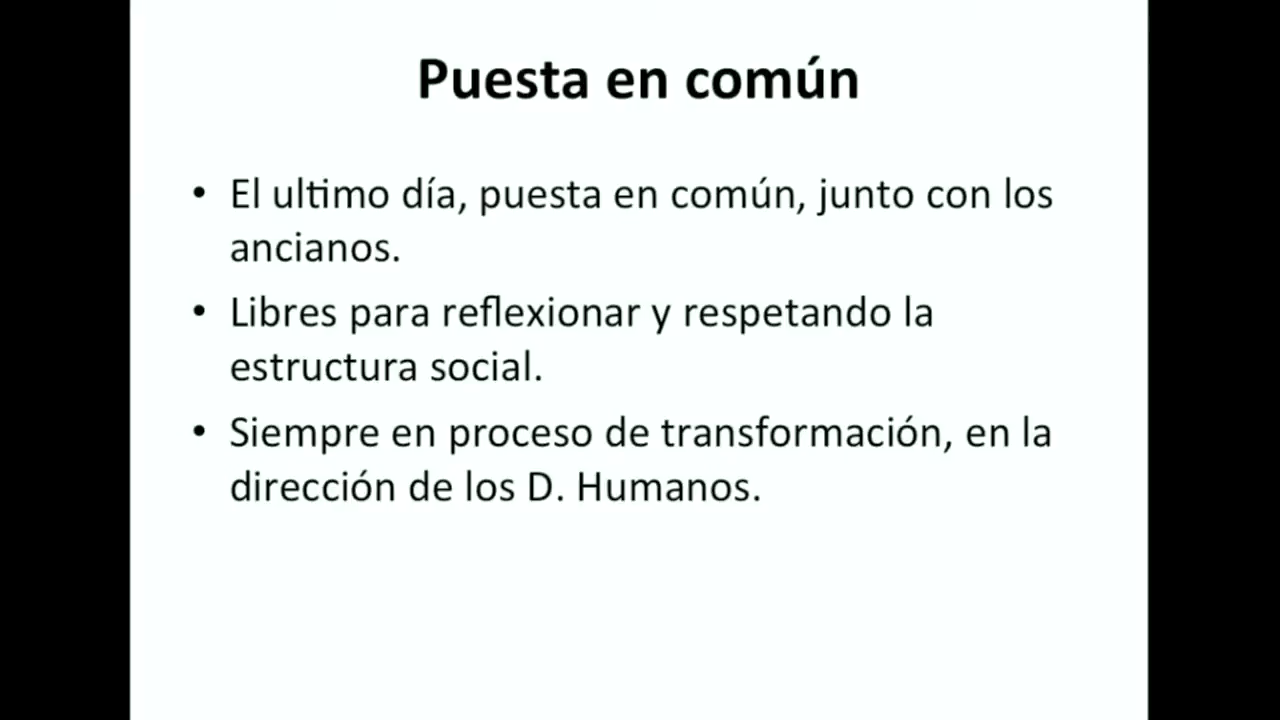 Puesta en común
• El ultimo día, puesta en común, junto con los
ancianos.
• Libres para reflexionar y respetando la
estructura social.
• Siempre en proceso de transformación, en la
dirección de los D. Humanos.